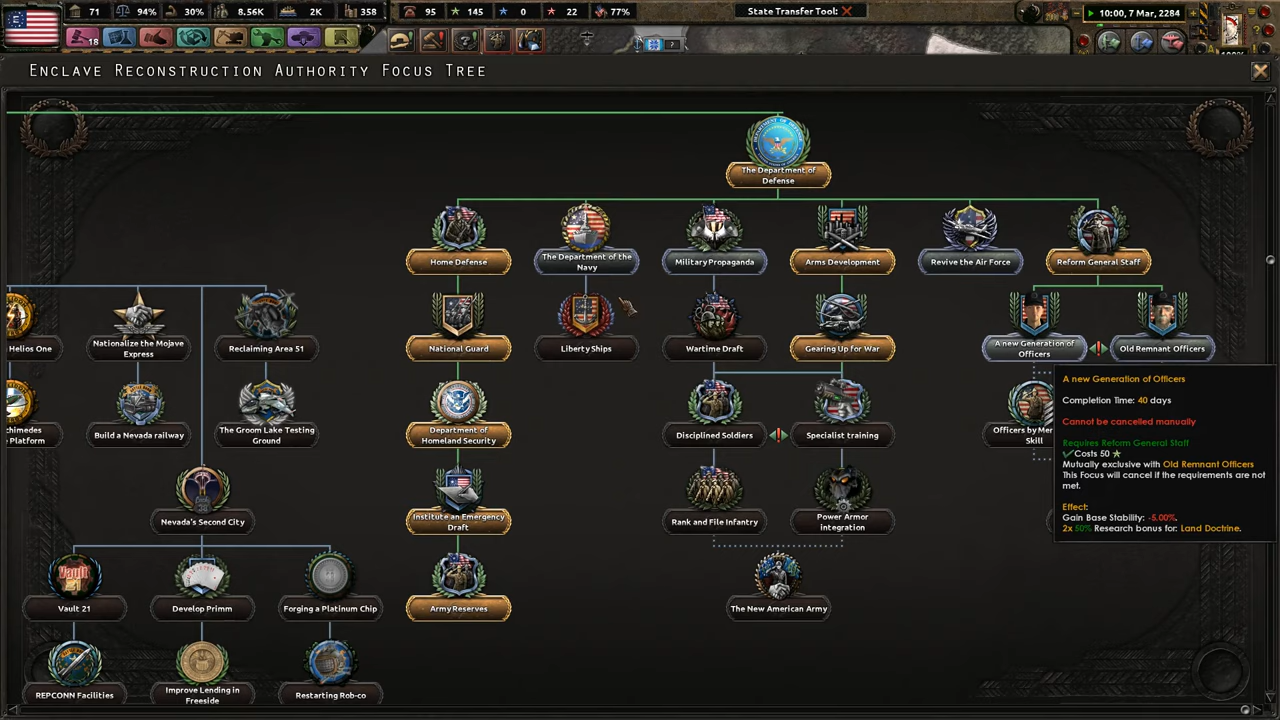 71 94% 30% 8.56K 2K 358 95 145 0 22 77%
State Transfer Tool:
10:00, 7 Mar, 2284
18
?
ENCLAVE RECONSTRUCTION AUTHORITY FOCUS TREE
The Department of
Defense
Home Defense
The Department of the
Navy
Military Propaganda
Arms Development
Revive the Air Force
Reform General Staff
Helios One
Nationalize the Mojave
Express
Reclaiming Area 51
National Guard
Liberty Ships
Wartime Draft
Gearing Up for War
A new Generation of
Officers
Old Remnant Officers
chimedes
e Platform
Build a Nevada railway
The Groom Lake Testing
Ground
Department of
Homeland Security
Disciplined Soldiers
Specialist training
Officers by Mer
Skill
A new Generation of Officers
Completion Time: 40 days
Cannot be cancelled manually
Requires Reform General Staff
Costs 50
Mutually exclusive with Old Remnant Officers
This Focus will cancel if the requirements are not
met.
Effect:
Gain Base Stability: -5.00%.
2x 50% Research bonus for: Land Doctrine.
Nevada's Second City
Institute an Emergency
Draft
Rank and File Infantry
Power Armor
integration
Vault 21
Develop Primm
Forging a Platinum Chip
Army Reserves
The New American Army
REPCONN Facilities
Improve Lending in
Freeside
Restarting Rob-co